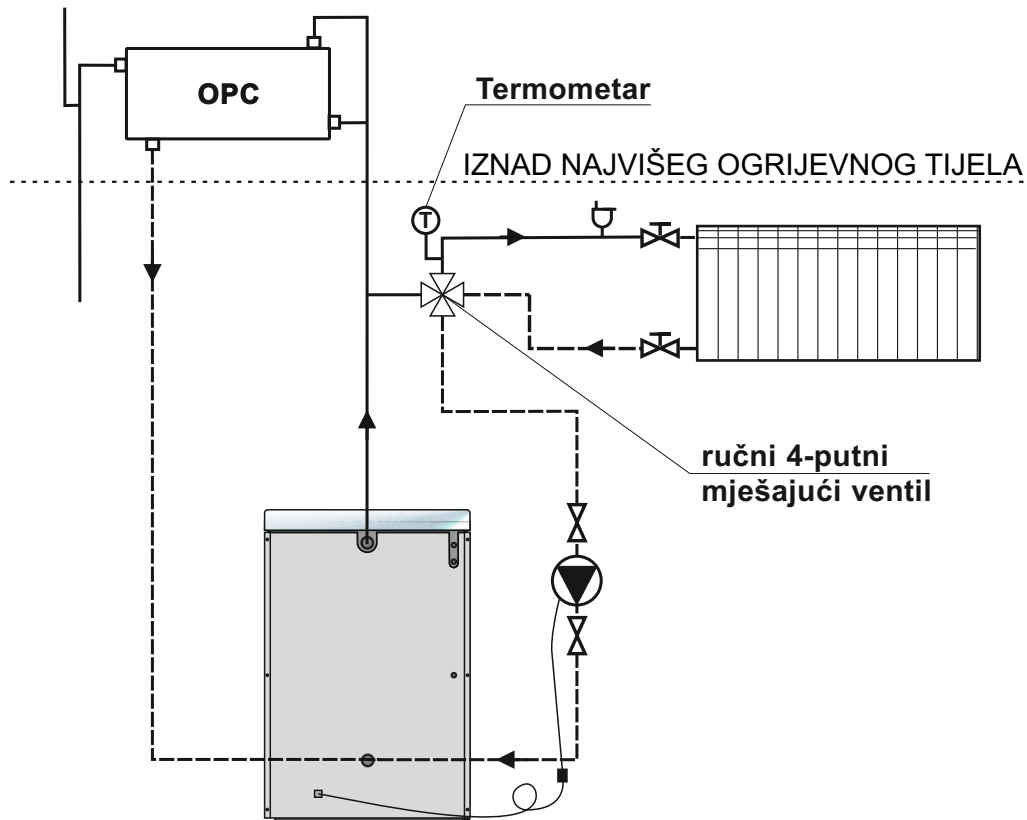 OPC
Termometar
IZNAD NAJVIŠEG OGRIJEVNOG TIJELA
T
ručni 4-putni
mješajući ventil